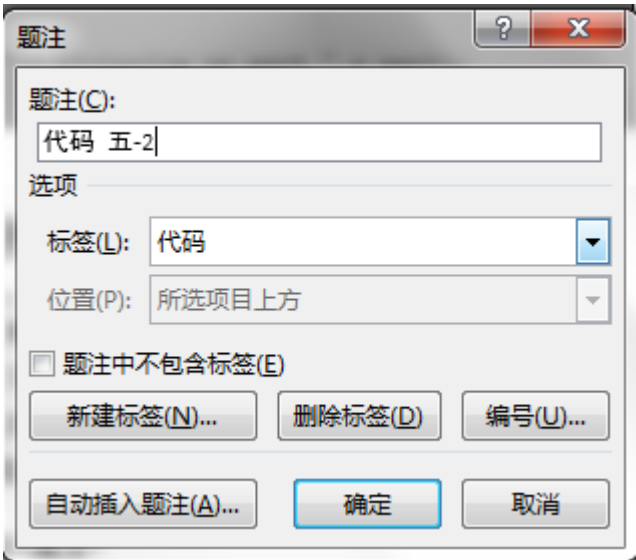 题注
题注(C):
代码 五-2
选项
标签(L): 代码
位置(P): 所选项目上方
题注中不包含标签(E)
新建标签(N)... 删除标签(D) 编号(U)...
自动插入题注(A)... 确定 取消